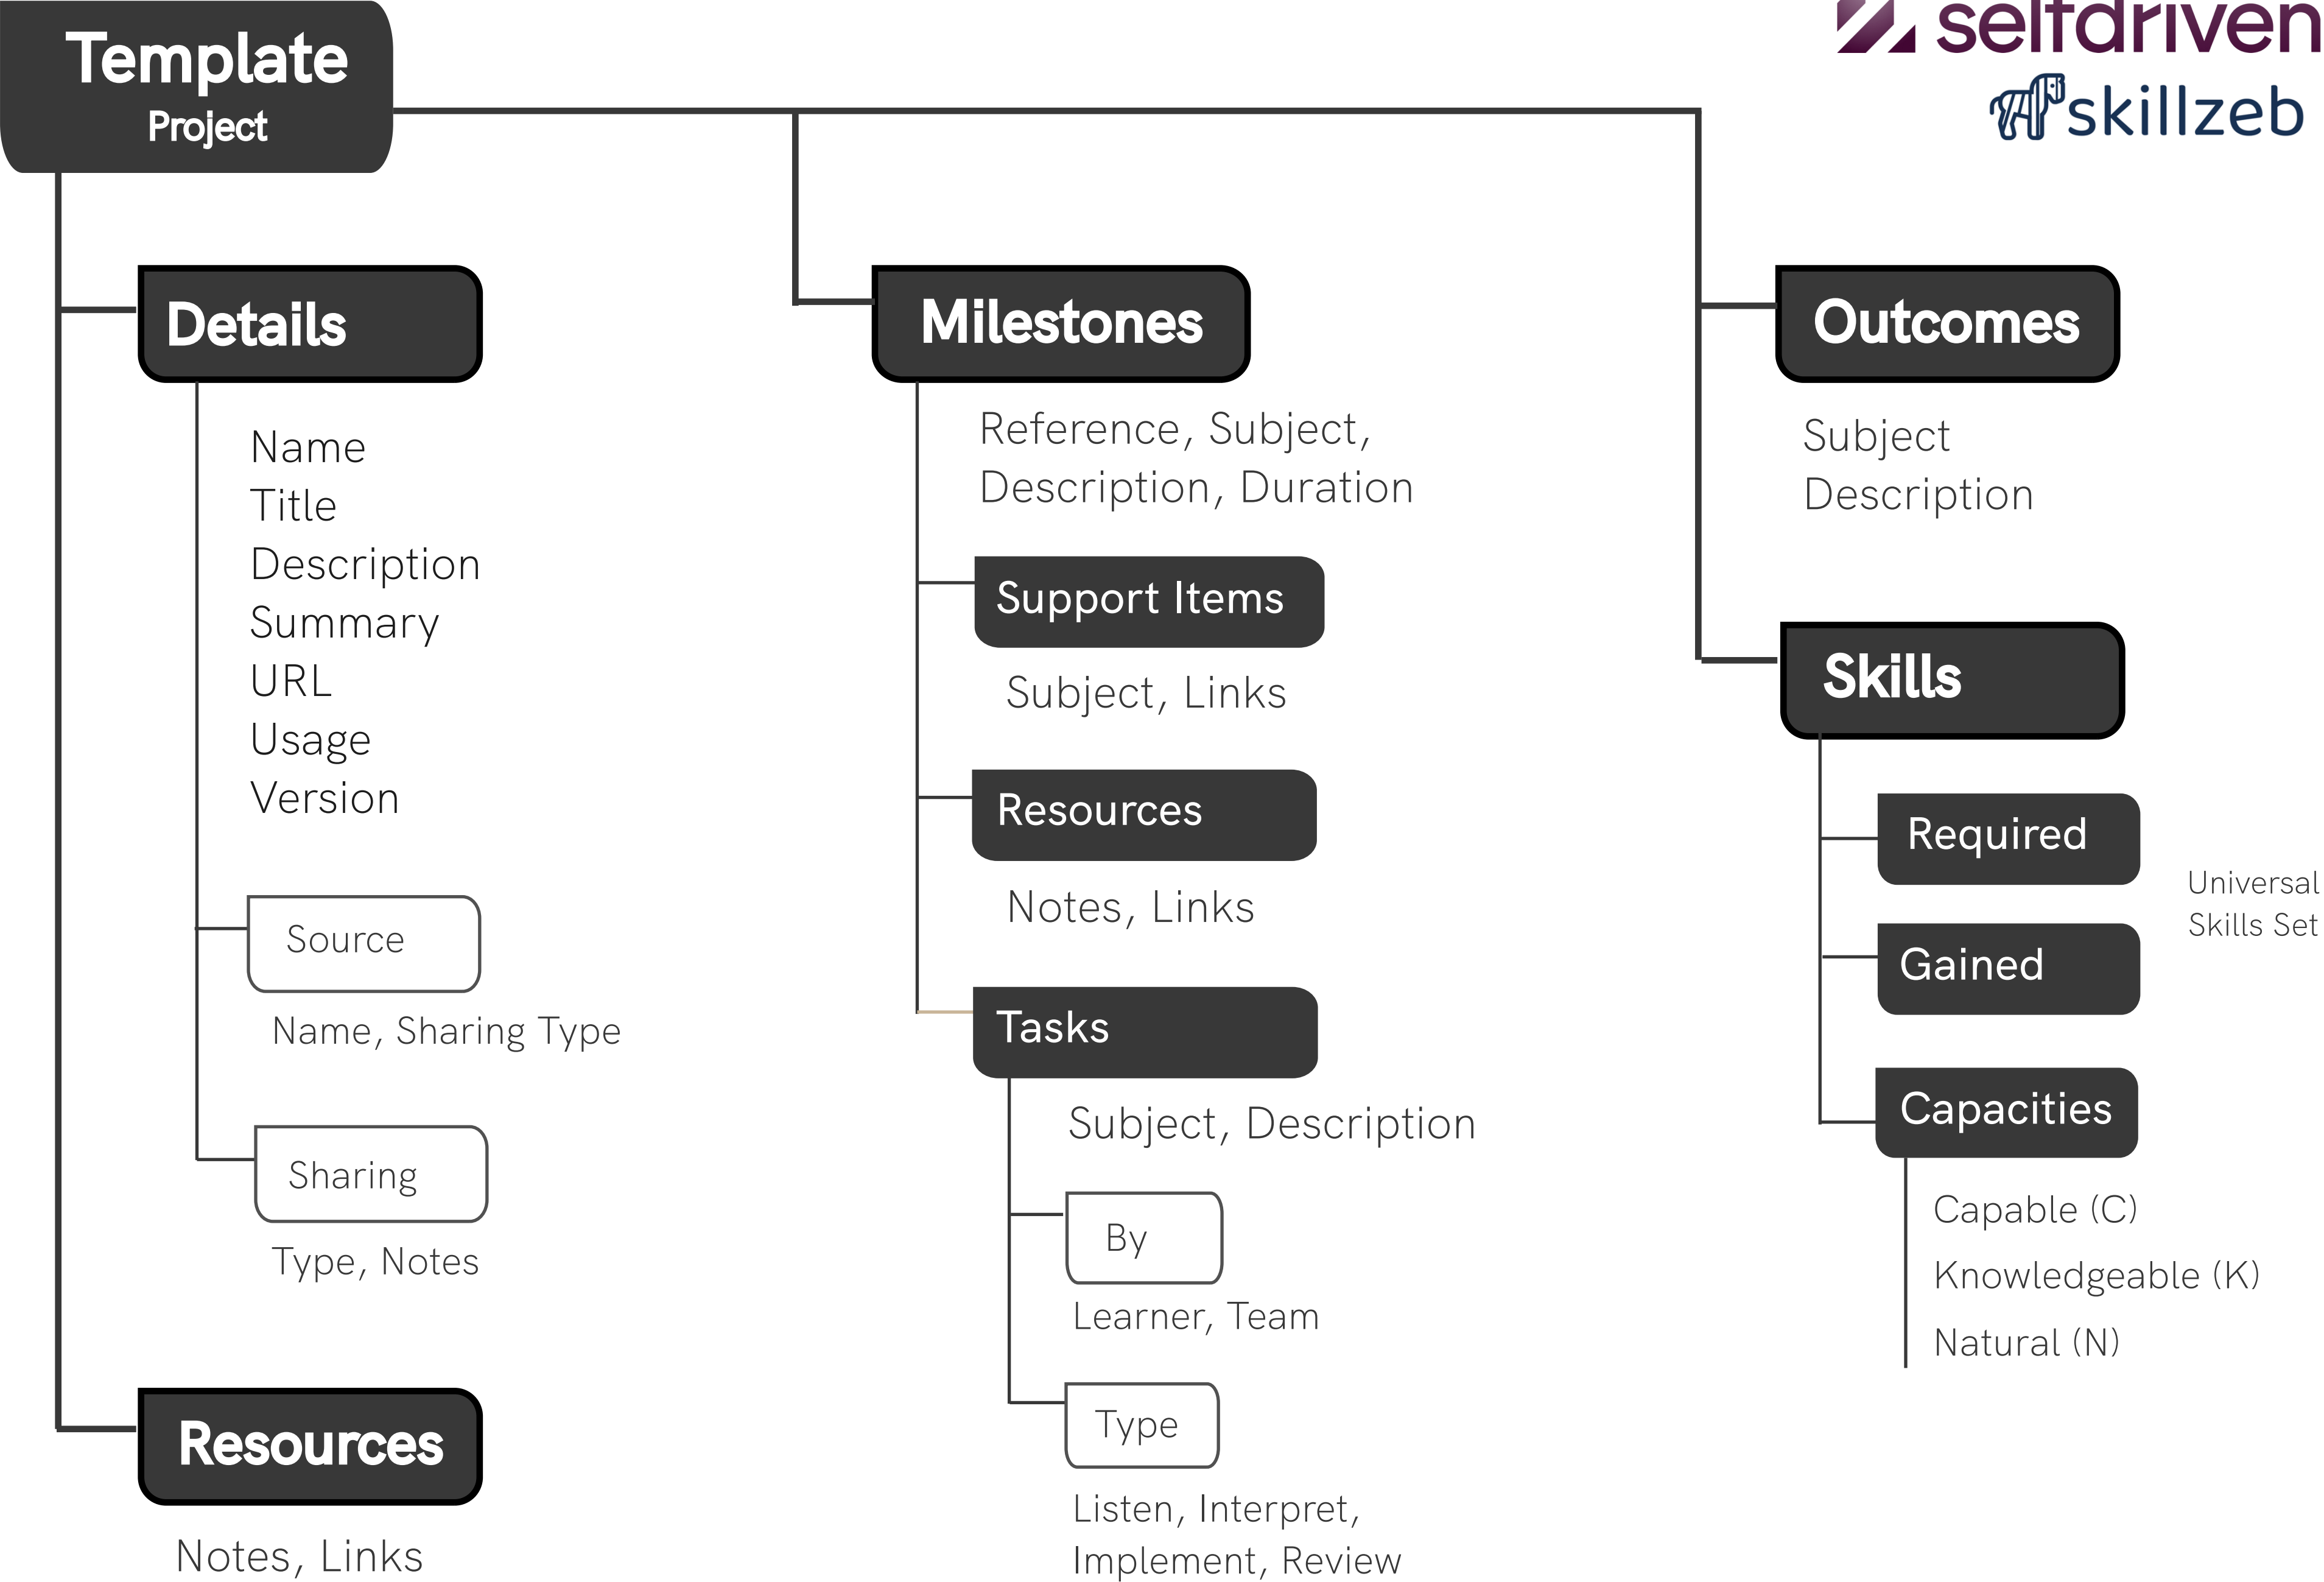 Template
Project
selfdriven
skillzeb
Details
Name
Title
Description
Summary
URL
Usage
Version
Source
Name, Sharing Type
Sharing
Type, Notes
Resources
Notes, Links
Milestones
Reference, Subject,
Description, Duration
Support Items
Subject, Links
Resources
Notes, Links
Tasks
Subject, Description
By
Learner, Team
Type
Listen, Interpret,
Implement, Review
Outcomes
Subject
Description
Skills
Required
Universal
Skills Set
Gained
Capacities
Capable (C)
Knowledgeable (K)
Natural (N)